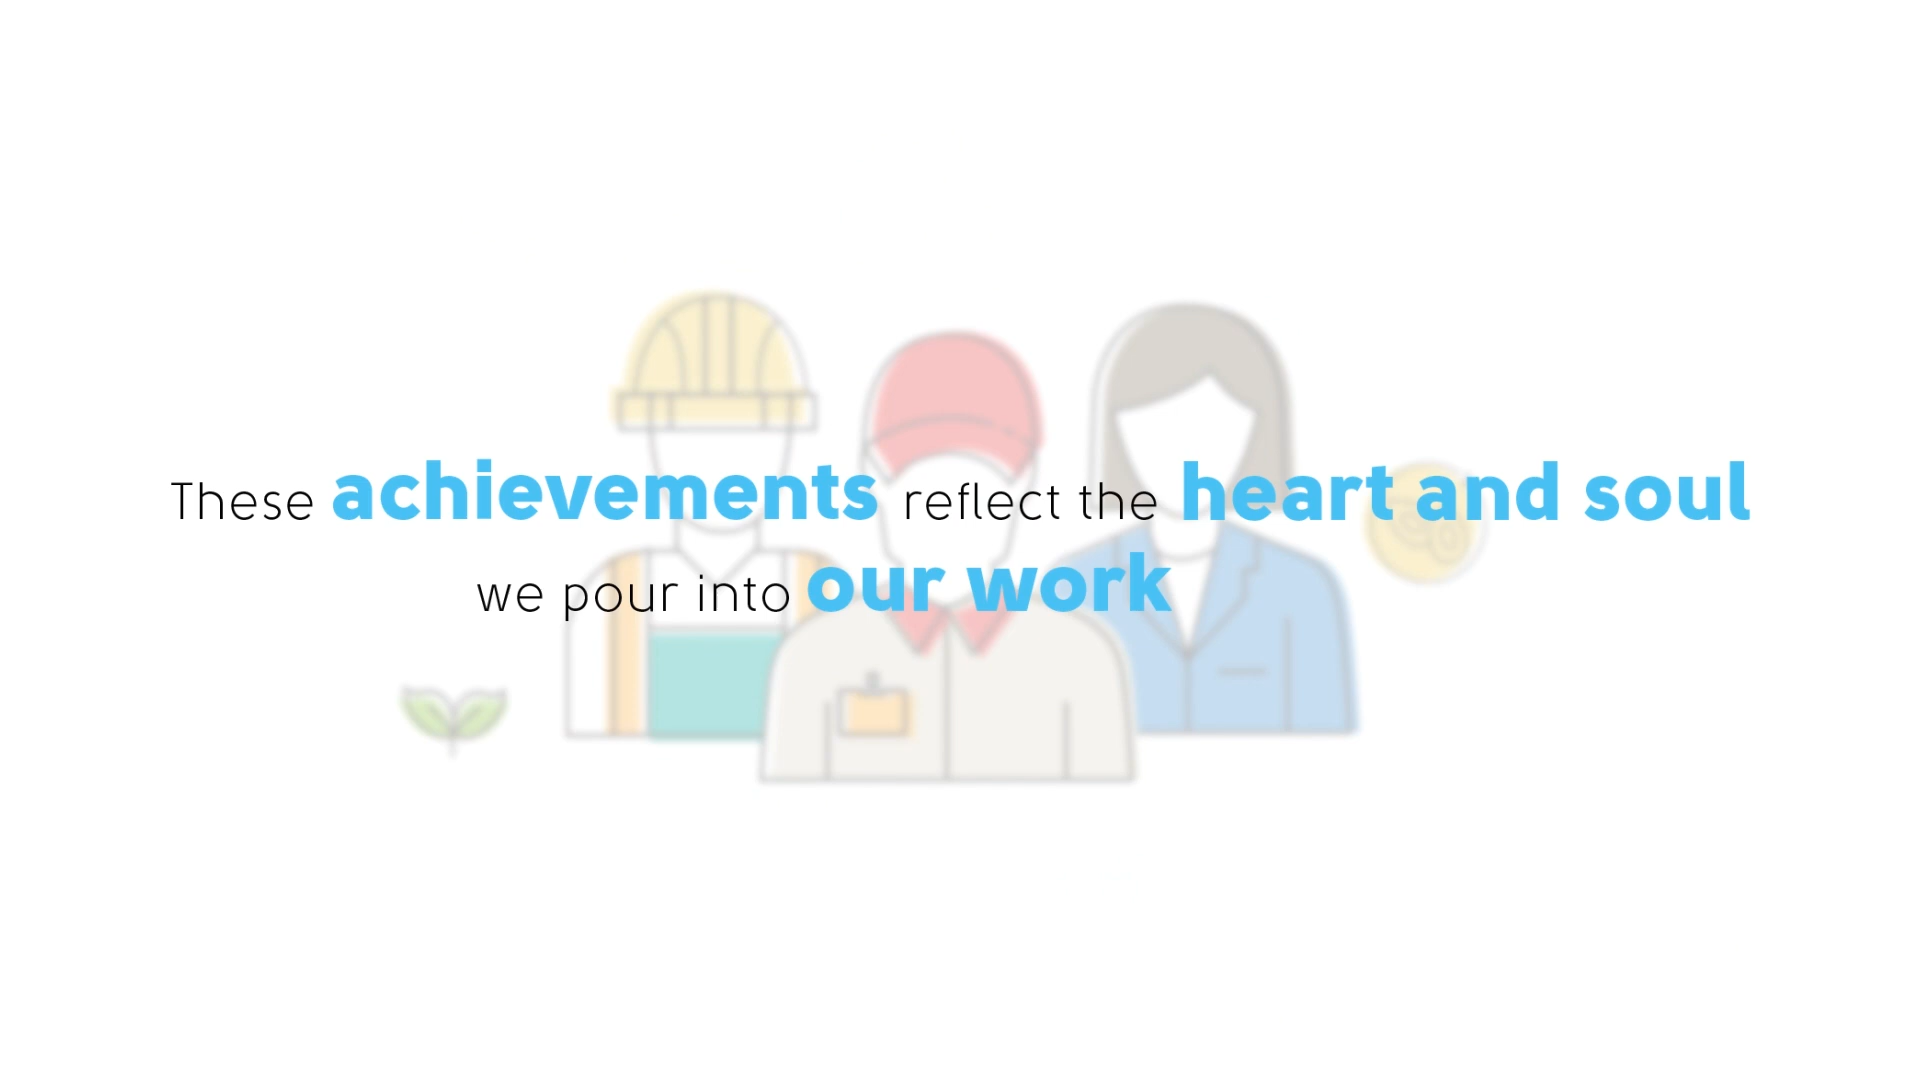 These achievements reflect the heart and soul
we pour into our work